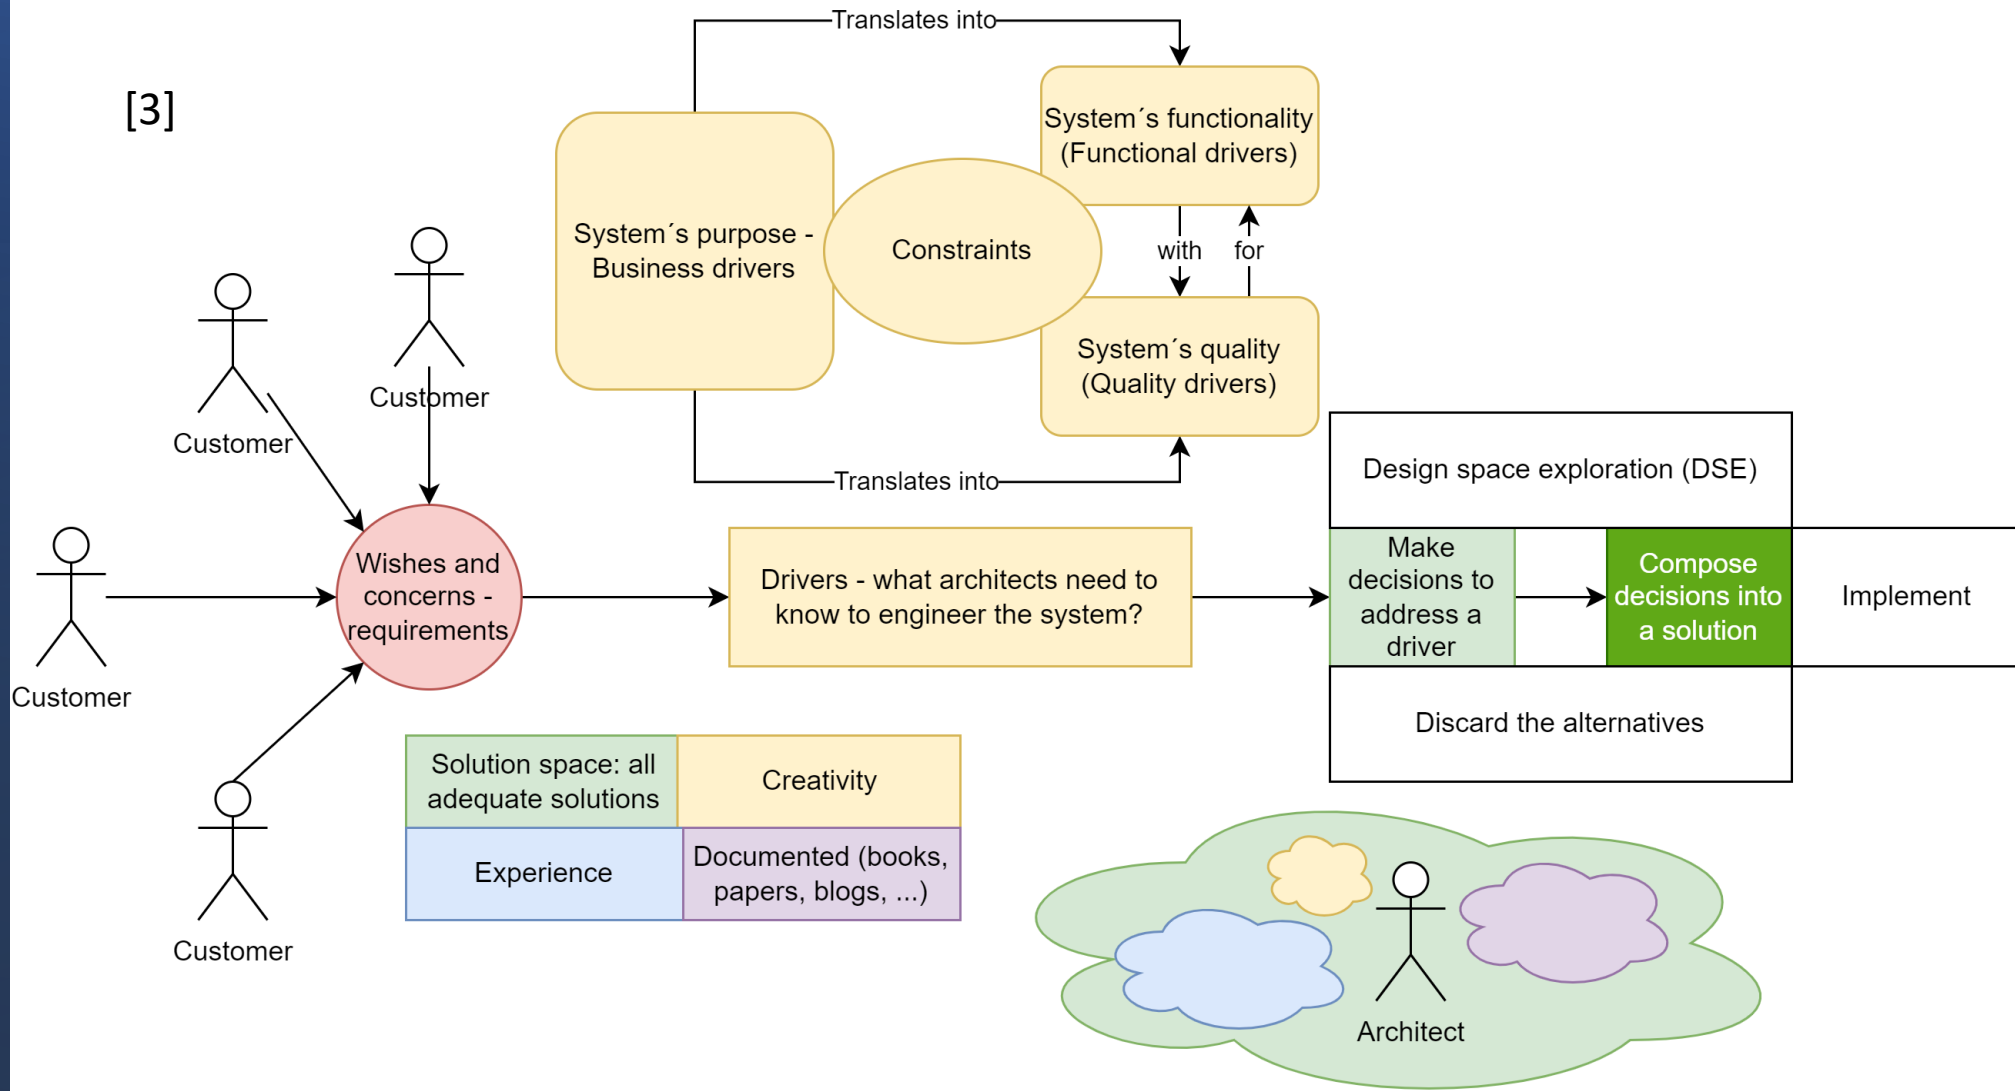 Translates into
[3]
System´s functionality
(Functional drivers)
System´s purpose -
Business drivers
Constraints
with
for
System´s quality
(Quality drivers)
Translates into
Customer
Customer
Customer
Customer
Wishes and
concerns -
requirements
Drivers - what architects need to
know to engineer the system?
Design space exploration (DSE)
Make
decisions to
address a
driver
Compose
decisions into
a solution
Implement
Discard the alternatives
Solution space: all
adequate solutions
Creativity
Experience
Documented (books,
papers, blogs, ...)
Architect